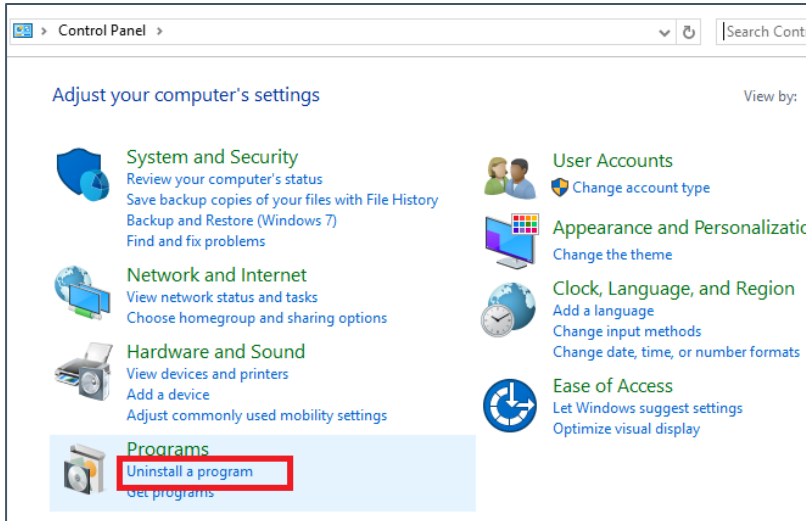 Control Panel
Search Cont
Adjust your computer's settings
View by:
System and Security
Review your computer's status
Save backup copies of your files with File History
Backup and Restore (Windows 7)
Find and fix problems
Network and Internet
View network status and tasks
Choose homegroup and sharing options
Hardware and Sound
View devices and printers
Add a device
Adjust commonly used mobility settings
Programs
Uninstall a program
Get programs
User Accounts
Change account type
Appearance and Personalizatio
Change the theme
Clock, Language, and Region
Add a language
Change input methods
Change date, time, or number formats
Ease of Access
Let Windows suggest settings
Optimize visual display